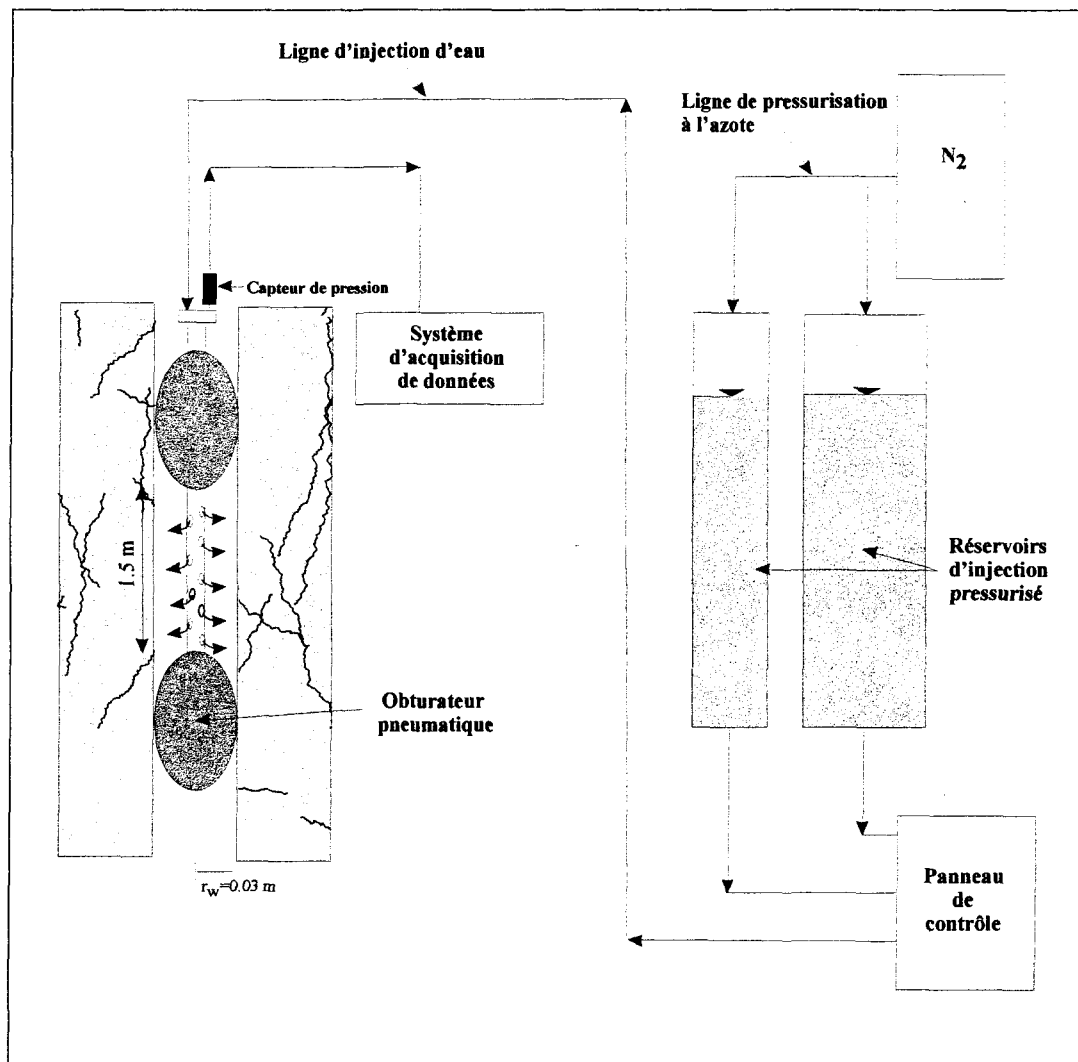 Ligne d'injection d'eau
Ligne de pressurisation
à l'azote
N2
Capteur de pression
Système
d'acquisition
de données
1.5 m
Réservoirs
d'injection
pressurisé
Obturateur
pneumatique
rw=0.03 m
Panneau
de
contrôle